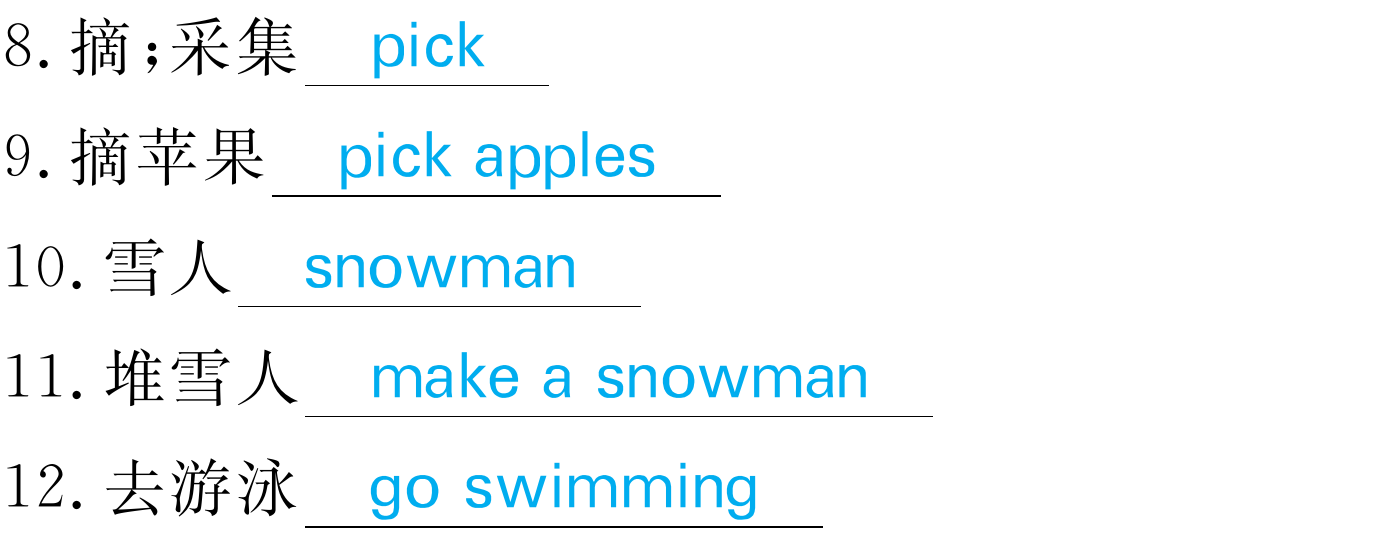 8. 摘;采集 pick
9. 摘苹果 pick apples
10. 雪人 snowman
11. 堆雪人 make a snowman
12. 去游泳 go swimming